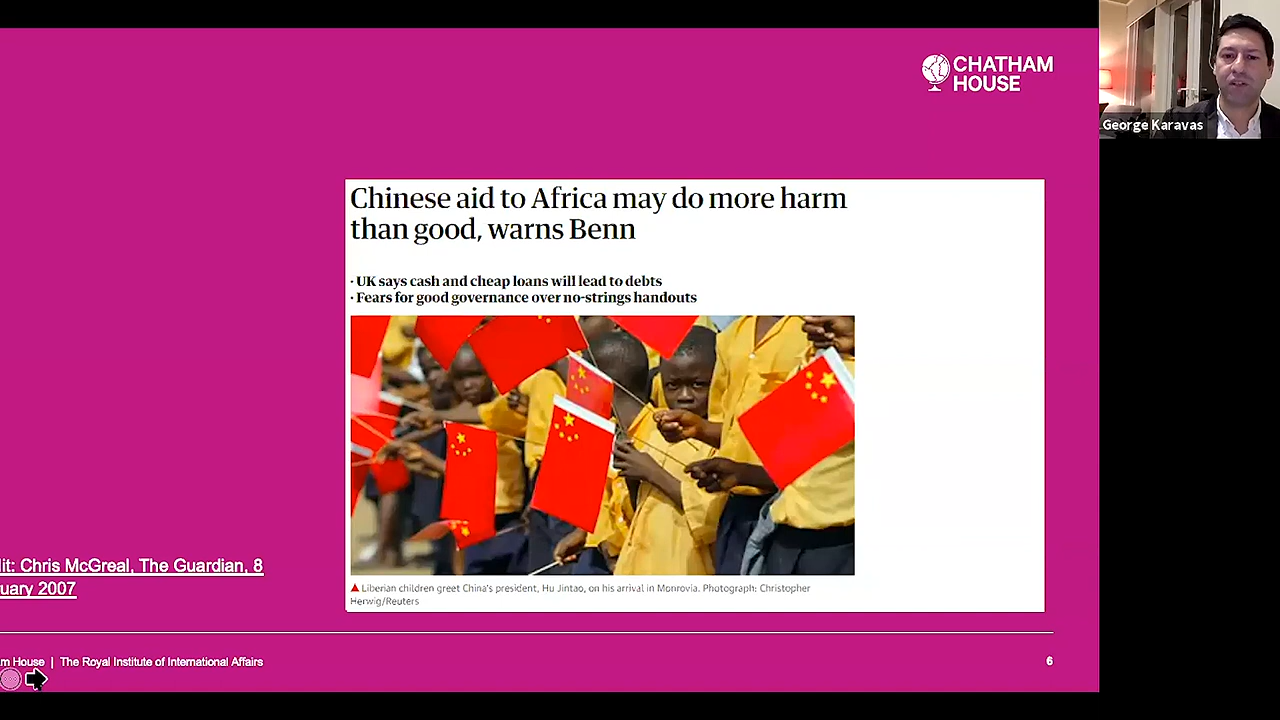 CHATHAM
HOUSE
George Karavas
Chinese aid to Africa may do more harm
than good, warns Benn
· UK says cash and cheap loans will lead to debts
· Fears for good governance over no-strings handouts
Liberian children greet China's president, Hu Jintao, on his arrival in Monrovia. Photograph: Christopher
Herwig/Reuters
lit: Chris McGreal, The Guardian, 8
uary 2007
m House | The Royal Institute of International Affairs
6